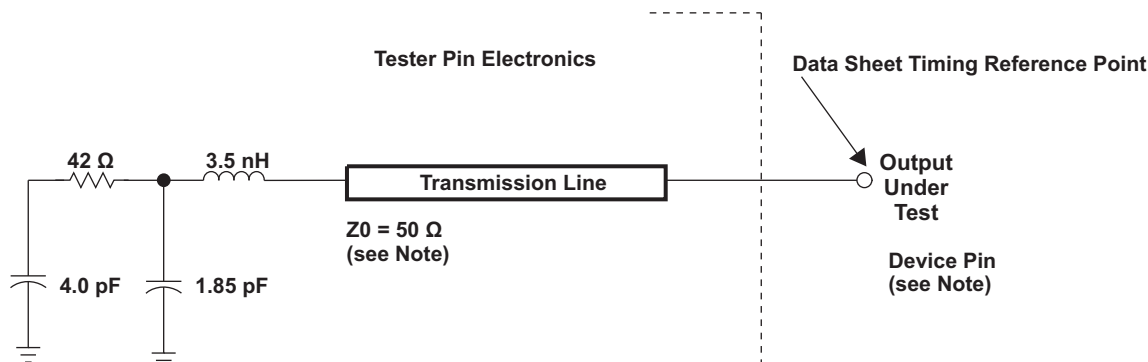 Tester Pin Electronics
Data Sheet Timing Reference Point
42 Ω
3.5 nH
Transmission Line
Output
Under
Test
Z0 = 50 Ω
(see Note)
4.0 pF
1.85 pF
Device Pin
(see Note)